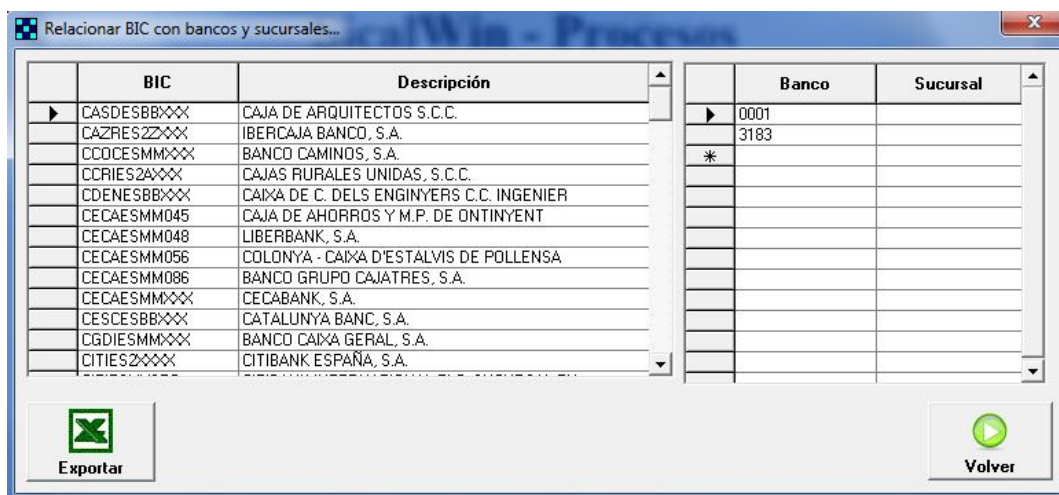 Relacionar BIC con bancos y sucursales...
icalWin - Procesos
BIC Descripción
CASDESBBXXX CAJA DE ARQUITECTOS S.C.C.
CAZRES2ZXXX IBERCAJA BANCO, S.A.
CCOCESMMXXX BANCO CAMINOS, S.A.
CCRIES2AXXX CAJAS RURALES UNIDAS, S.C.C.
CDENESBBXXX CAIXA DE C. DELS ENGINYERS C.C. INGENIER
CECAESMM045 CAJA DE AHORROS Y M.P. DE ONTINYENT
CECAESMM048 LIBERBANK, S.A.
CECAESMM056 COLONYA - CAIXA D'ESTALVIS DE POLLENSA
CECAESMM086 BANCO GRUPO CAJATRES, S.A.
CECAESMMXXX CECABANK, S.A.
CESCESBBXXX CATALUNYA BANC, S.A.
CGDIESMMXXX BANCO CAIXA GERAL, S.A.
CITIES2XXXX CITIBANK ESPAÑA, S.A.
Banco Sucursal
0001
3183
Exportar
Volver